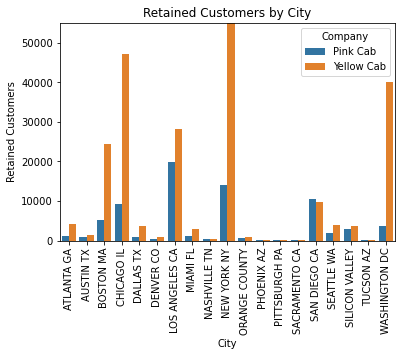 Retained Customers by City
Company
Pink Cab
Yellow Cab
Retained Customers
50000
40000
30000
20000
10000
0
ATLANTA GA
AUSTIN TX
BOSTON MA
CHICAGO IL
DALLAS TX
DENVER CO
LOS ANGELES CA
MIAMI FL
NASHVILLE TN
NEW YORK NY
ORANGE COUNTY
PHOENIX AZ
PITTSBURGH PA
SACRAMENTO CA
SAN DIEGO CA
SEATTLE WA
SILICON VALLEY
TUCSON AZ
WASHINGTON DC
City